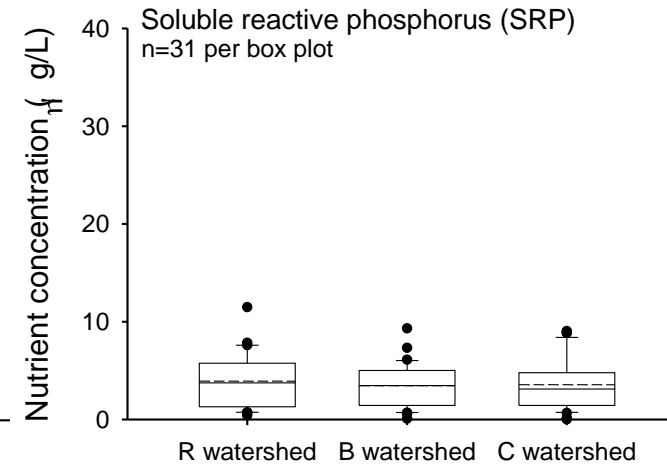 Soluble reactive phosphorus (SRP)
n=31 per box plot
Nutrient concentration ( g/L)
40
30
20
10
0
R watershed B watershed C watershed